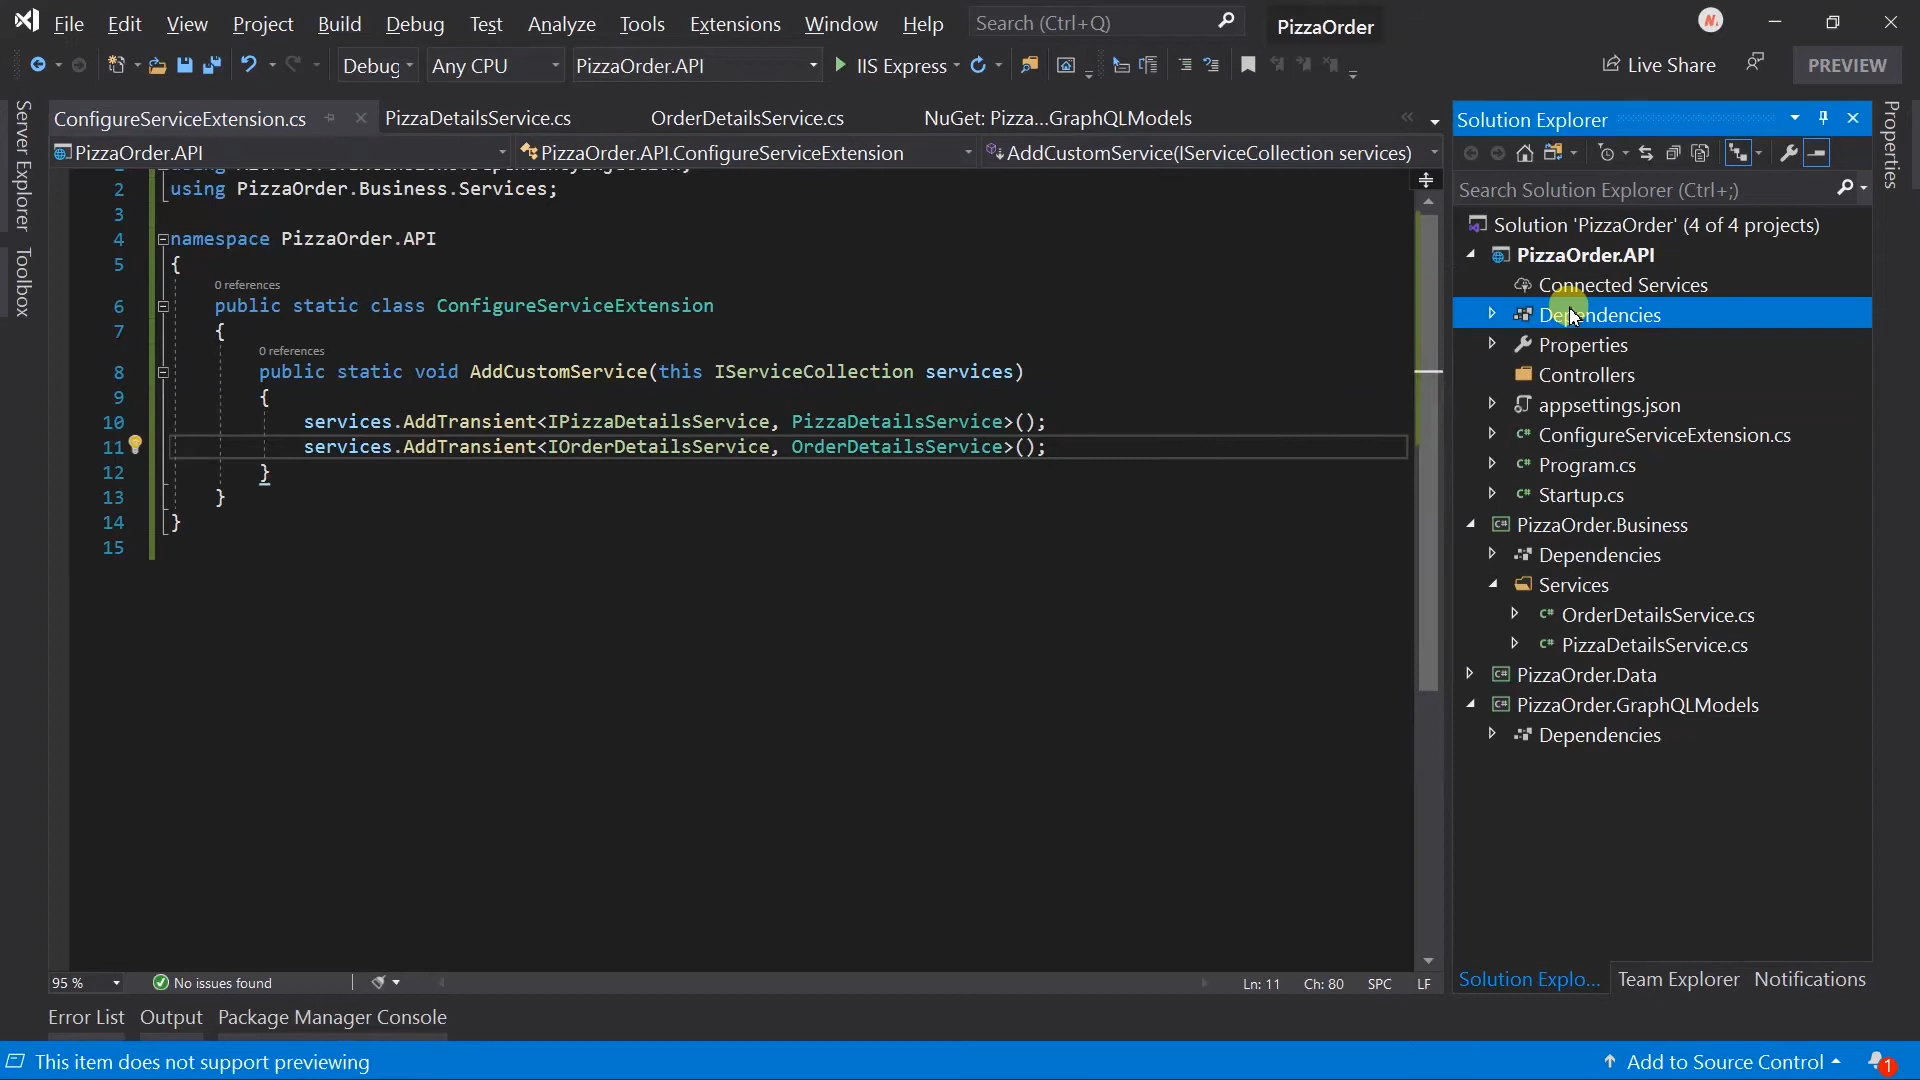 File Edit View Project Build Debug Test Analyze Tools Extensions Window Help Search (Ctrl+Q) PizzaOrder
Debug Any CPU PizzaOrder.API IIS Express Live Share PREVIEW
Server Explorer
Toolbox
ConfigureServiceExtension.cs PizzaDetailsService.cs OrderDetailsService.cs NuGet: Pizza...GraphQLModels
PizzaOrder.API PizzaOrder.API.ConfigureServiceExtension AddCustomService(IServiceCollection services)
2 using PizzaOrder.Business.Services;
3
4 namespace PizzaOrder.API
5 {
0 references
6 public static class ConfigureServiceExtension
7 {
0 references
8 public static void AddCustomService(this IServiceCollection services)
9 {
10 services.AddTransient<IPizzaDetailsService, PizzaDetailsService>();
11 services.AddTransient<IOrderDetailsService, OrderDetailsService>();
12 }
13 }
14 }
15
95 % No issues found Ln: 11 Ch: 80 SPC LF
Solution Explorer
Search Solution Explorer (Ctrl+;)
Solution 'PizzaOrder' (4 of 4 projects)
PizzaOrder.API
Connected Services
Dependencies
Properties
Controllers
appsettings.json
ConfigureServiceExtension.cs
Program.cs
Startup.cs
PizzaOrder.Business
Dependencies
Services
OrderDetailsService.cs
PizzaDetailsService.cs
PizzaOrder.Data
PizzaOrder.GraphQLModels
Dependencies
Solution Explo... Team Explorer Notifications
Properties
Error List Output Package Manager Console
This item does not support previewing Add to Source Control 1